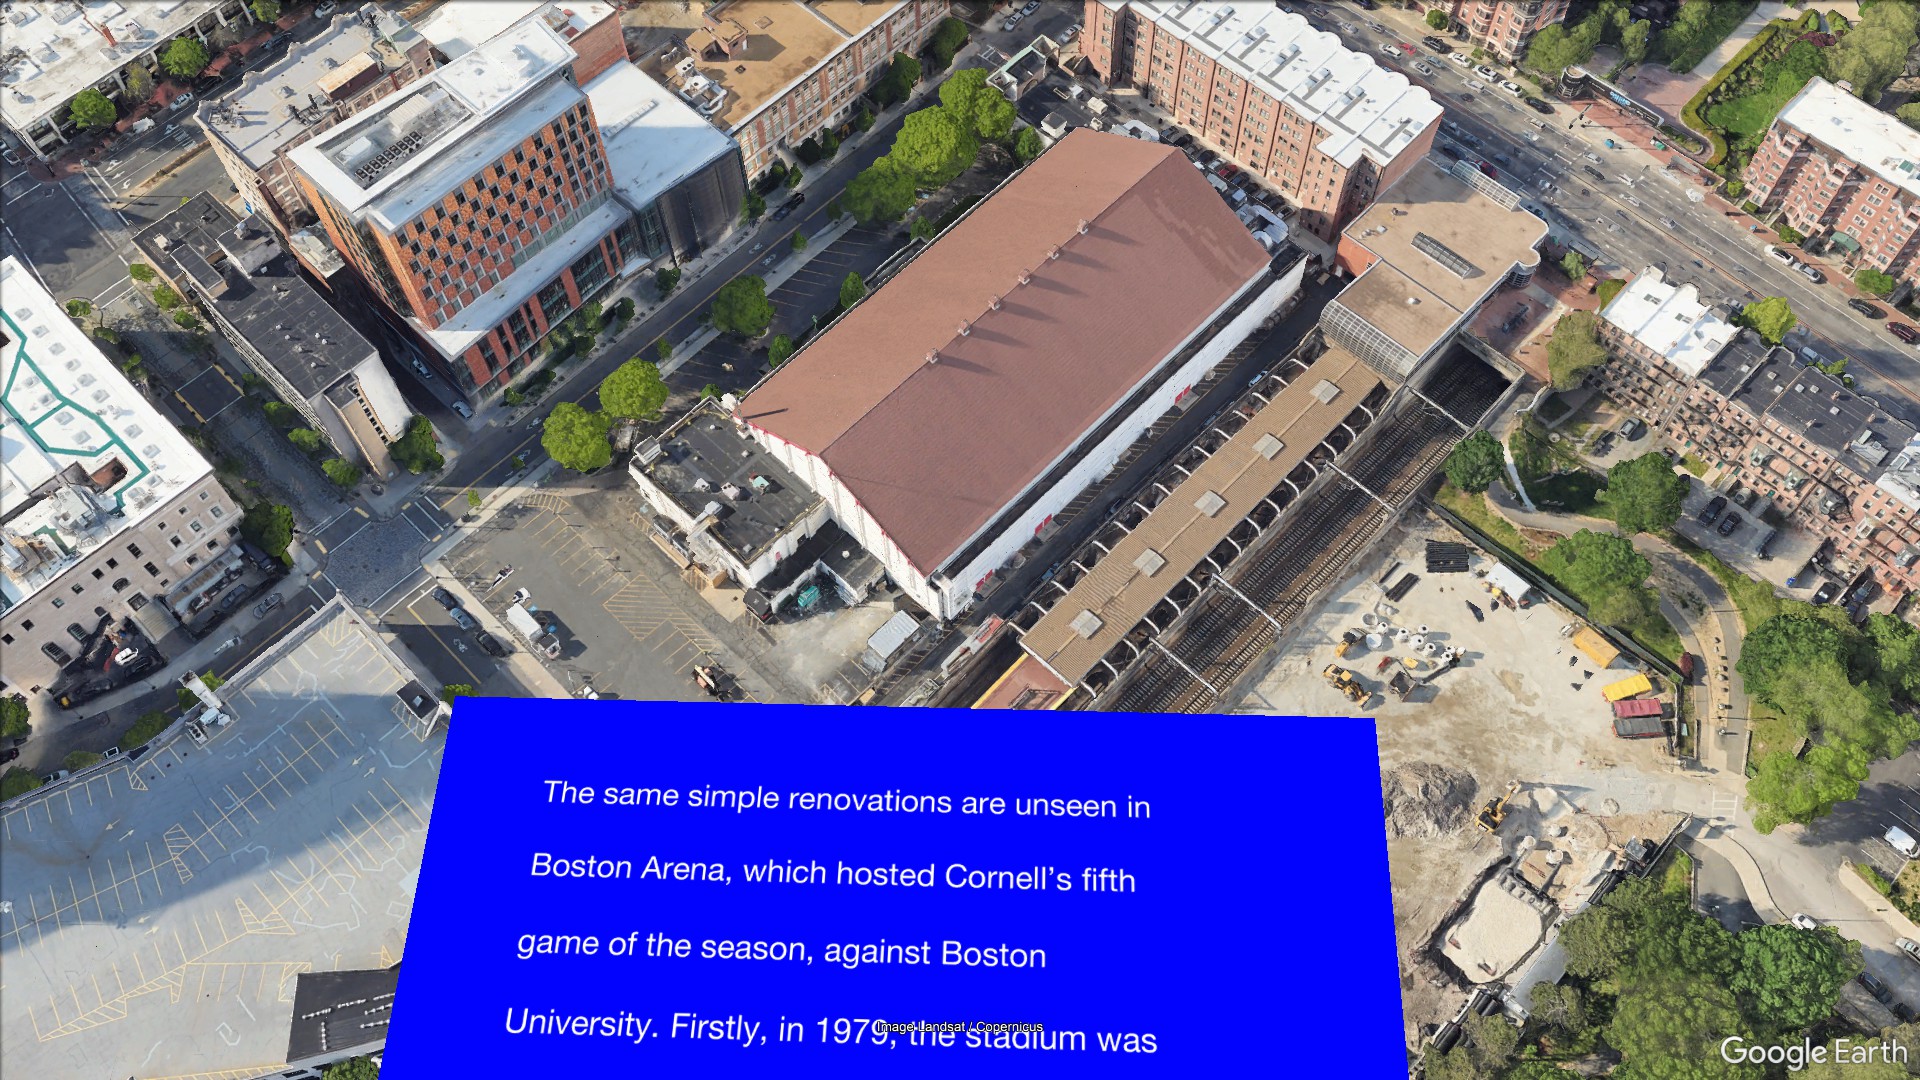 The same simple renovations are unseen in
Boston Arena, which hosted Cornell's fifth
game of the season, against Boston
University. Firstly, in 1979, the stadium was
Image Landsat / Copernicus
Google Earth